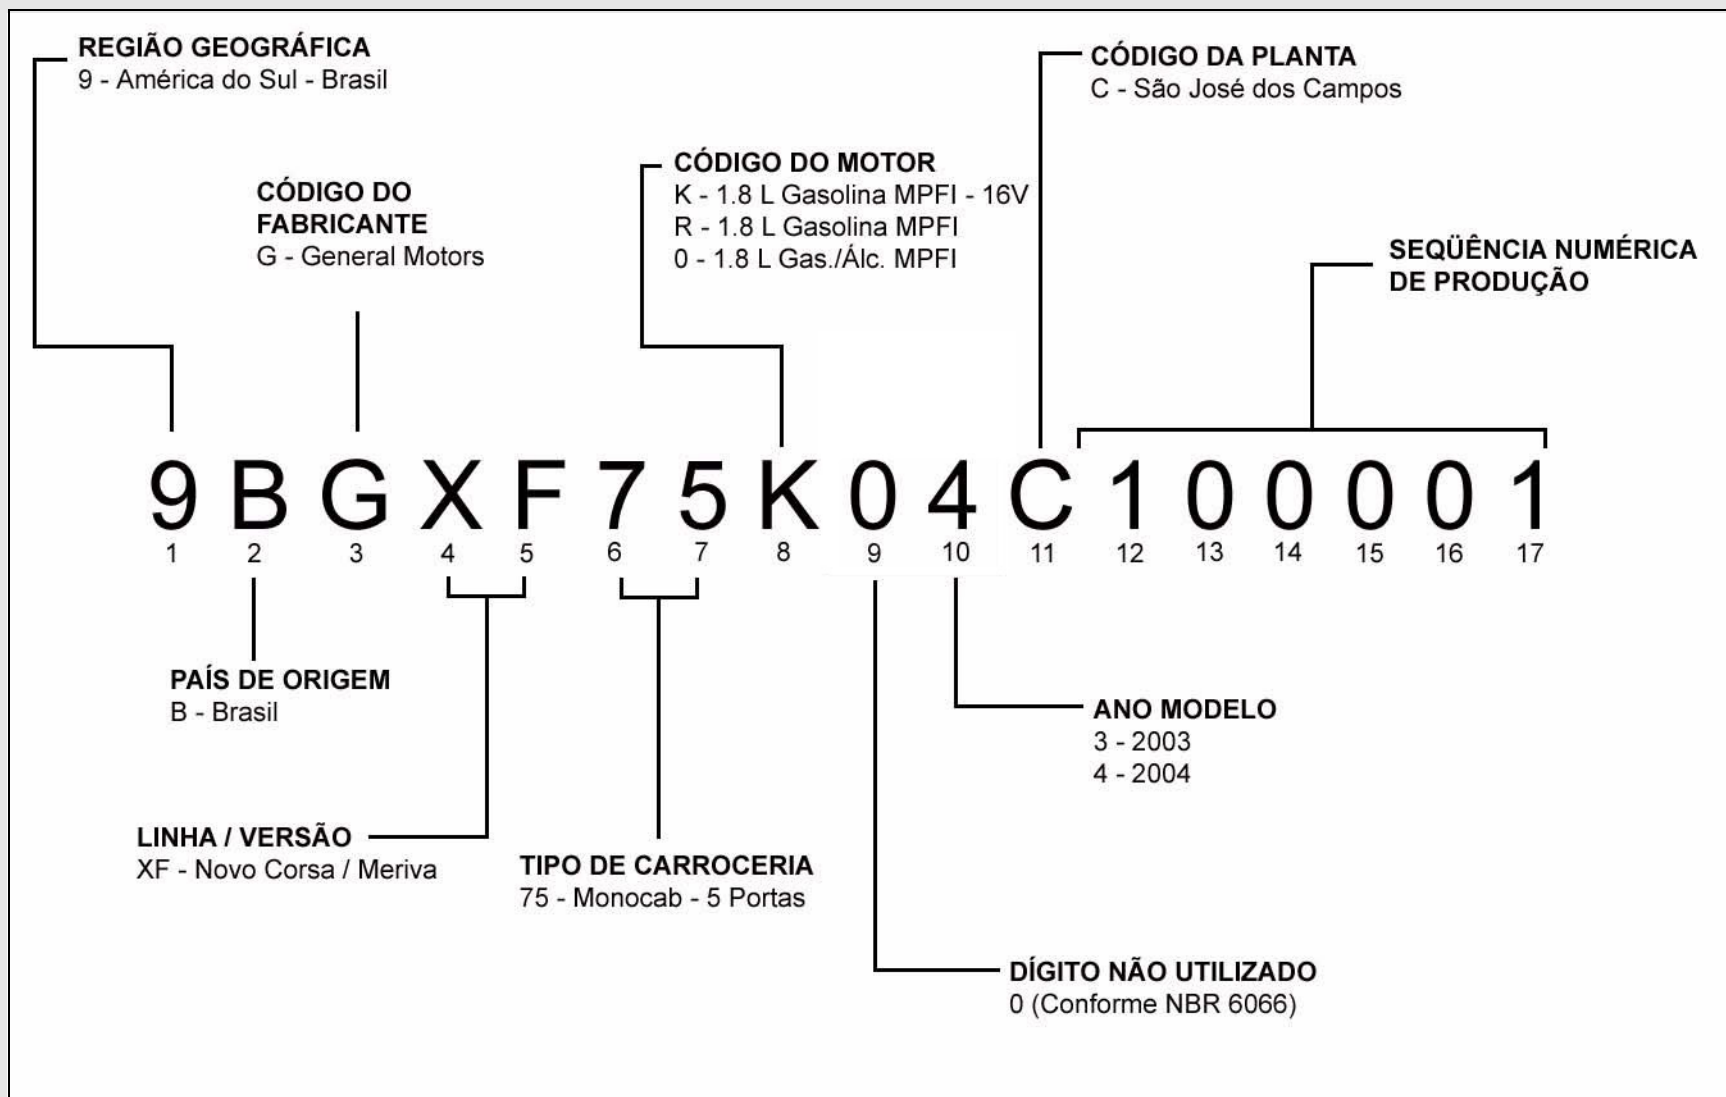 REGIÃO GEOGRÁFICA
9 - América do Sul - Brasil
CÓDIGO DA PLANTA
C - São José dos Campos
CÓDIGO DO
FABRICANTE
G - General Motors
CÓDIGO DO MOTOR
K - 1.8 L Gasolina MPFI - 16V
R - 1.8 L Gasolina MPFI
0 - 1.8 L Gas./Álc. MPFI
SEQÜÊNCIA NUMÉRICA
DE PRODUÇÃO
9 B G X F 7 5 K 0 4 C 1 0 0 0 0 1
1 2 3 4 5 6 7 8 9 10 11 12 13 14 15 16 17
PAÍS DE ORIGEM
B - Brasil
ANO MODELO
3 - 2003
4 - 2004
LINHA / VERSÃO
XF - Novo Corsa / Meriva
TIPO DE CARROCERIA
75 - Monocab - 5 Portas
DÍGITO NÃO UTILIZADO
0 (Conforme NBR 6066)